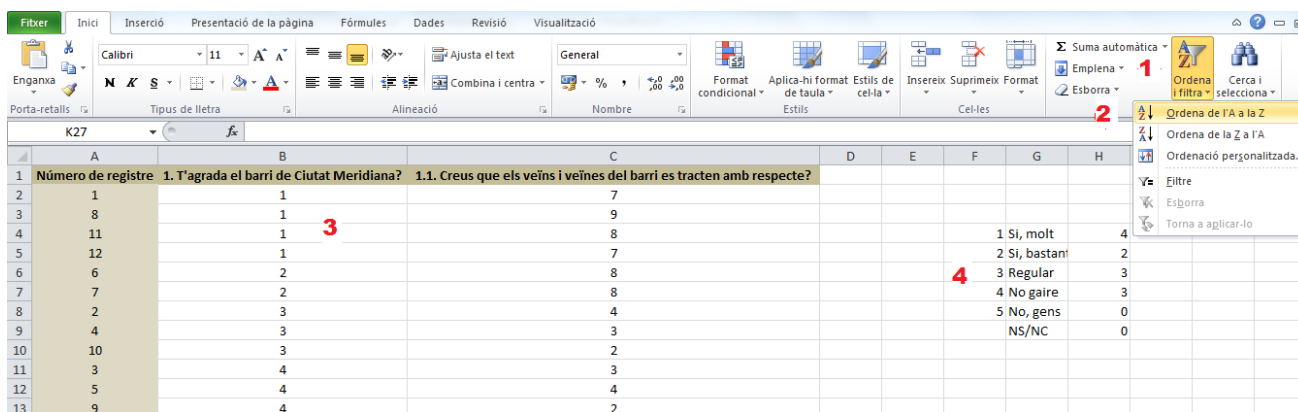 Fitxer Inici Inserció Presentació de la pàgina Fórmules Dades Revisió Visualització
Calibri 11 A A Ajusta el text General Σ Suma automàtica
Enganxa N K S A Combina i centra % , Format condicional Aplica-hi format de taula Estils de cel·la Insereix Suprimeix Format Emplena 1 Ordena i filtra Cerca i selecciona
Esborra
Porta-retalls Tipus de lletra Alineació Nombre Estils Cel·les
2 Ordena de l'A a la Z
K27 fx Ordena de la Z a l'A
A B C D E F G H Ordenació personalitzada.
1 Número de registre 1. T'agrada el barri de Ciutat Meridiana? 1.1. Creus que els veïns i veïnes del barri es tracten amb respecte?
Filtre
2 1 1 7
Esborra
3 8 1 9
Torna a aplicar-lo
4 11 1 3 8 1 Si, molt 4
5 12 1 7 2 Si, bastant 2
6 6 2 8 4 3 Regular 3
7 7 2 8 4 No gaire 3
8 2 3 4 5 No, gens 0
9 4 3 3 NS/NC 0
10 10 3 2
11 3 4 3
12 5 4 4
13 9 4 2